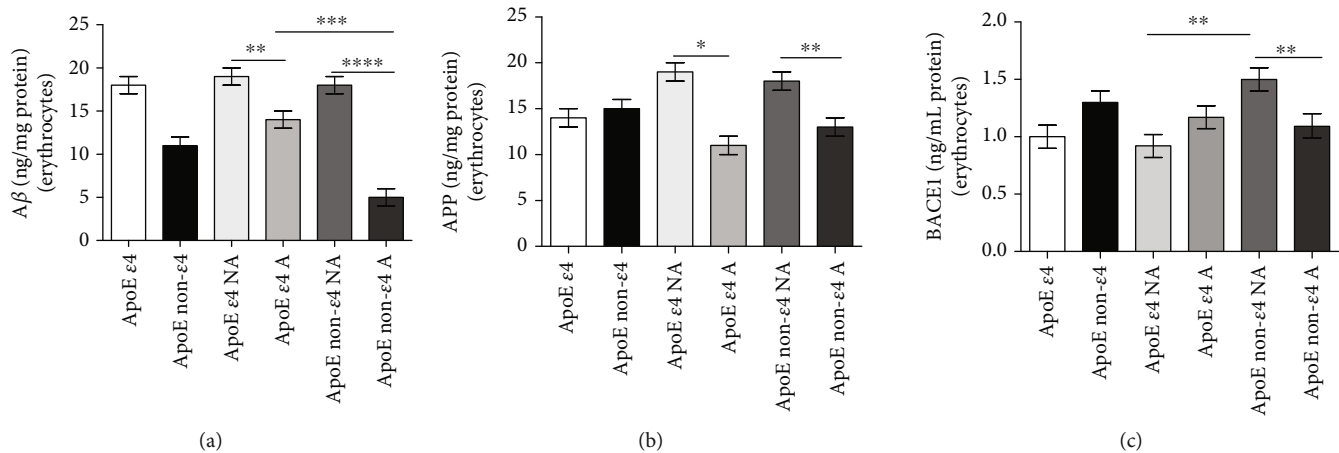 Aβ (ng/mg protein)
(erythrocytes)
25
20
15
10
5
0
**
***
****
ApoE ε4
ApoE non-ε4
ApoE ε4 NA
ApoE ε4 A
ApoE non-ε4 NA
ApoE non-ε4 A
(a)
APP (ng/mg protein)
(erythrocytes)
25
20
15
10
5
0
*
**
ApoE ε4
ApoE non-ε4
ApoE ε4 NA
ApoE ε4 A
ApoE non-ε4 NA
ApoE non-ε4 A
(b)
BACE1 (ng/mL protein)
(erythrocytes)
2.0
1.5
1.0
0.5
0.0
**
**
ApoE ε4
ApoE non-ε4
ApoE ε4 NA
ApoE ε4 A
ApoE non-ε4 NA
ApoE non-ε4 A
(c)